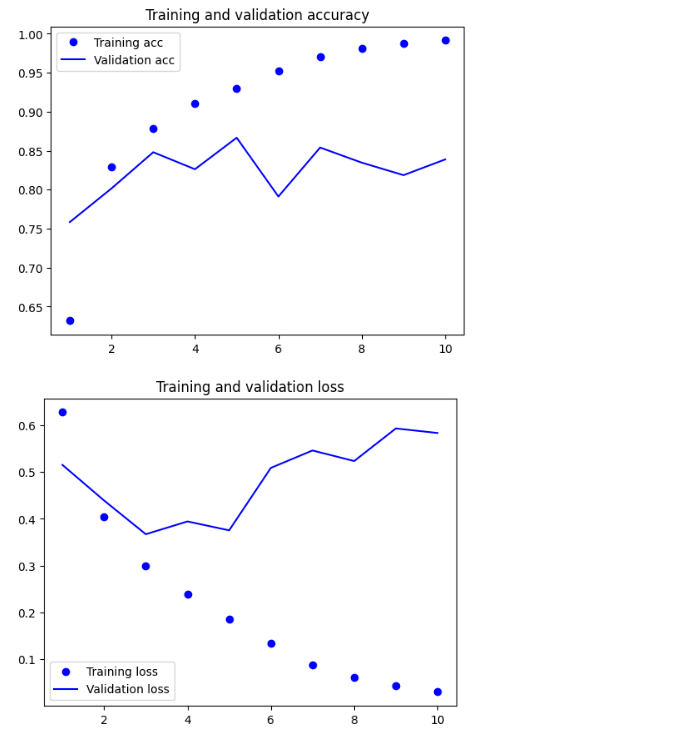 Training and validation accuracy
1.00
Training acc
Validation acc
0.95
0.90
0.85
0.80
0.75
0.70
0.65
2 4 6 8 10
Training and validation loss
0.6
0.5
0.4
0.3
0.2
0.1
Training loss
Validation loss
2 4 6 8 10